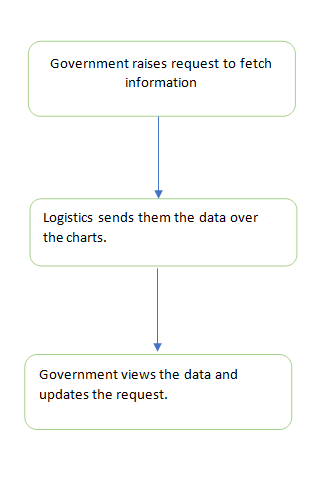 Government raises request to fetch
information
Logistics sends them the data over
the charts.
Government views the data and
updates the request.